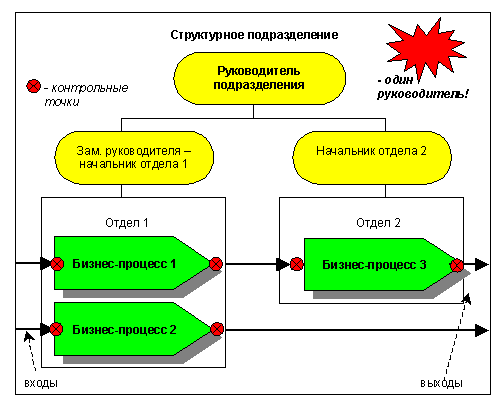 Структурное подразделение
Руководитель
подразделения
- один
руководитель!
- контрольные
точки
Зам. руководителя –
начальник отдела 1
Начальник отдела 2
Отдел 1
Отдел 2
Бизнес-процесс 1
Бизнес-процесс 3
Бизнес-процесс 2
входы
выходы